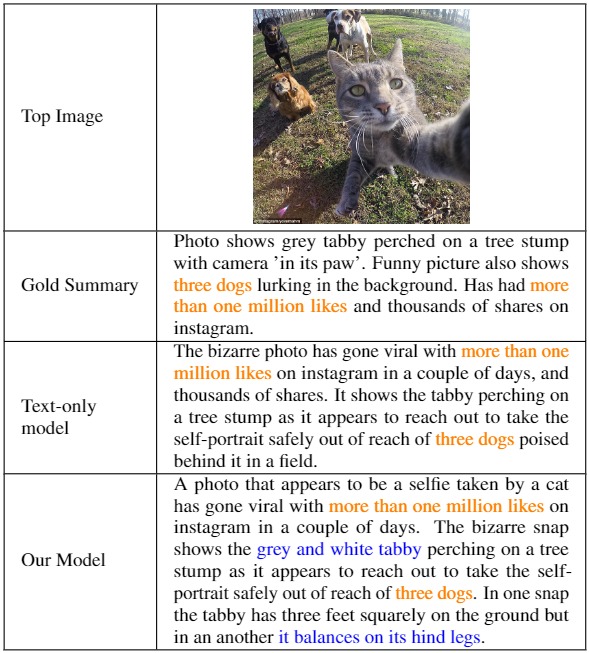 Top Image
Gold Summary
Photo shows grey tabby perched on a tree stump
with camera 'in its paw'. Funny picture also shows
three dogs lurking in the background. Has had more
than one million likes and thousands of shares on
instagram.
Text-only
model
The bizarre photo has gone viral with more than one
million likes on instagram in a couple of days, and
thousands of shares. It shows the tabby perching on
a tree stump as it appears to reach out to take the
self-portrait safely out of reach of three dogs poised
behind it in a field.
Our Model
A photo that appears to be a selfie taken by a cat
has gone viral with more than one million likes on
instagram in a couple of days. The bizarre snap
shows the grey and white tabby perching on a tree
stump as it appears to reach out to take the self-
portrait safely out of reach of three dogs. In one snap
the tabby has three feet squarely on the ground but
in an another it balances on its hind legs.